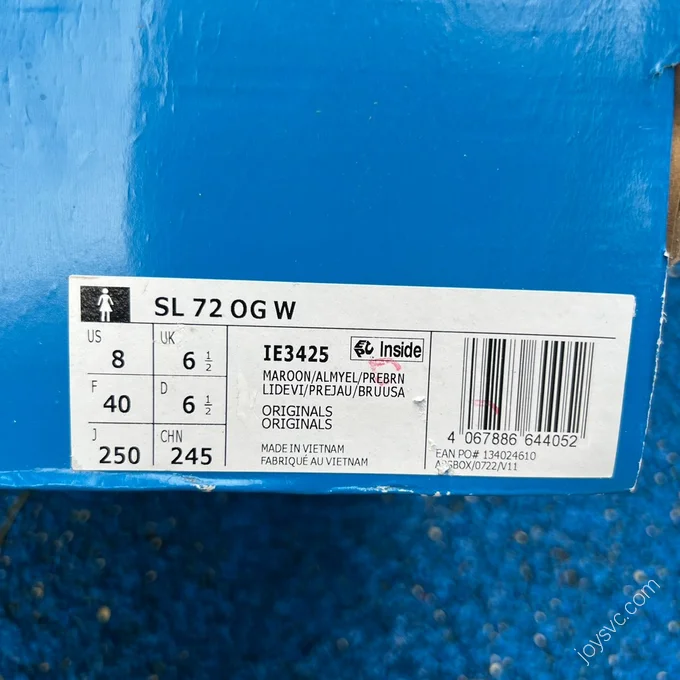 SL 72 OG W
US
8
UK
6 1/2
F
40
D
6 1/2
J
250
CHN
245
IE3425
Inside
MAROON/ALMYEL/PREBRN
LIDEVI/PREJAU/BRUUSA
ORIGINALS
ORIGINALS
MADE IN VIETNAM
FABRIQUÉ AU VIETNAM
4 067886 644052
EAN PO# 134024610
/0722/V11
joysvc.com